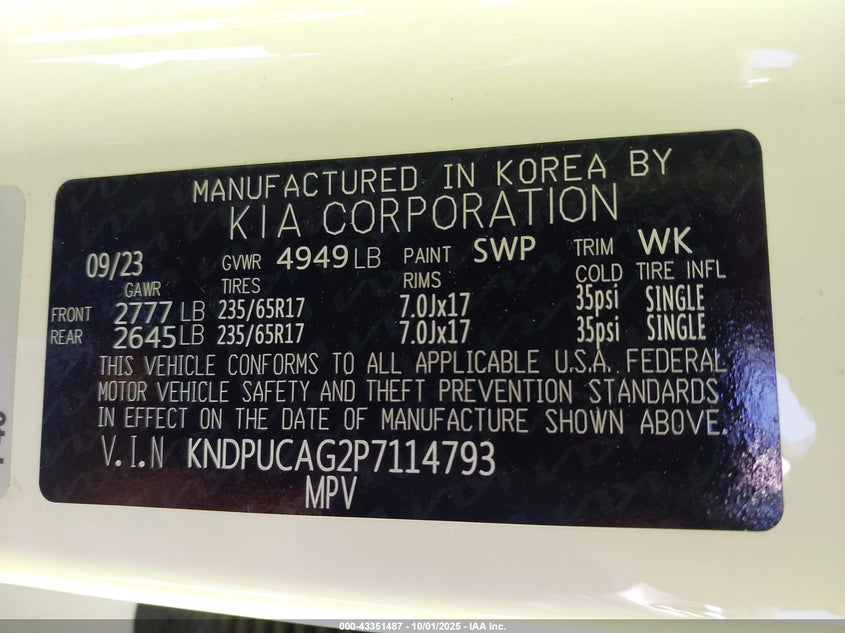 MANUFACTURED IN KOREA BY
KIA CORPORATION
09/23 GVWR 4949 LB PAINT SWP TRIM WK
GAWR TIRES RIMS COLD TIRE INFL
FRONT 2777 LB 235/65R17 7.0Jx17 35psi SINGLE
REAR 2645 LB 235/65R17 7.0Jx17 35psi SINGLE
THIS VEHICLE CONFORMS TO ALL APPLICABLE U.S.A. FEDERAL
MOTOR VEHICLE SAFETY AND THEFT PREVENTION STANDARDS
IN EFFECT ON THE DATE OF MANUFACTURE SHOWN ABOVE.
V.I.N KNDPUCAG2P7114793
MPV
000-43351487 - 10/01/2025 - IAA Inc.